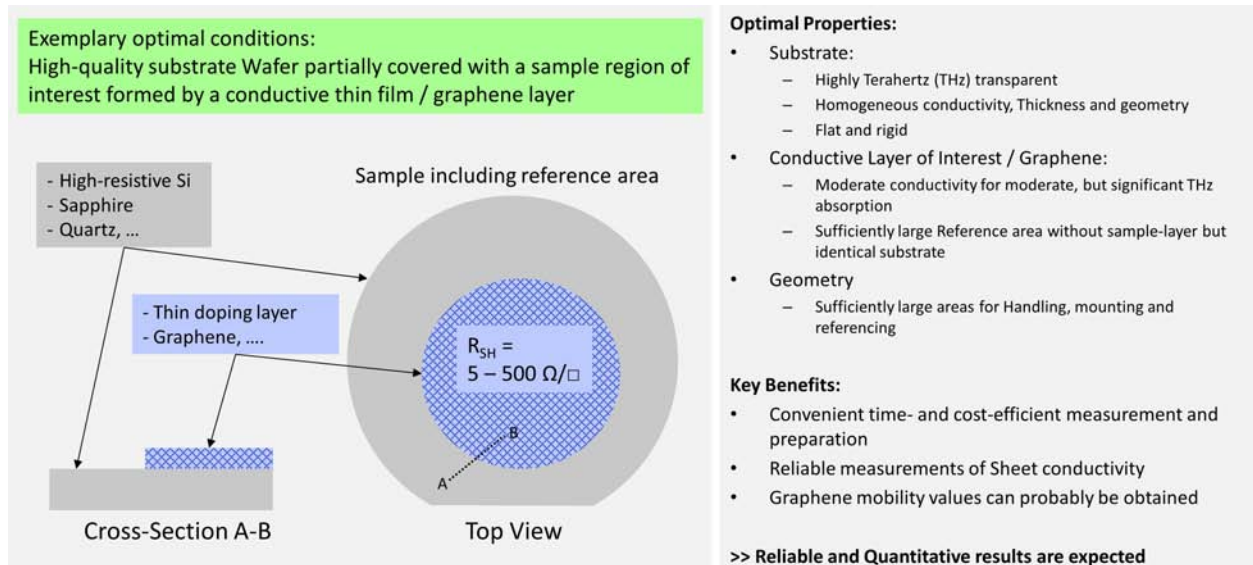 Exemplary optimal conditions:
High-quality substrate Wafer partially covered with a sample region of
interest formed by a conductive thin film / graphene layer
- High-resistive Si
- Sapphire
- Quartz, ...
Sample including reference area
- Thin doping layer
- Graphene, ....
R_SH =
5 – 500 Ω/□
B
A
Cross-Section A-B
Top View
Optimal Properties:
• Substrate:
– Highly Terahertz (THz) transparent
– Homogeneous conductivity, Thickness and geometry
– Flat and rigid
• Conductive Layer of Interest / Graphene:
– Moderate conductivity for moderate, but significant THz
absorption
– Sufficiently large Reference area without sample-layer but
identical substrate
• Geometry
– Sufficiently large areas for Handling, mounting and
referencing
Key Benefits:
• Convenient time- and cost-efficient measurement and
preparation
• Reliable measurements of Sheet conductivity
• Graphene mobility values can probably be obtained
>> Reliable and Quantitative results are expected